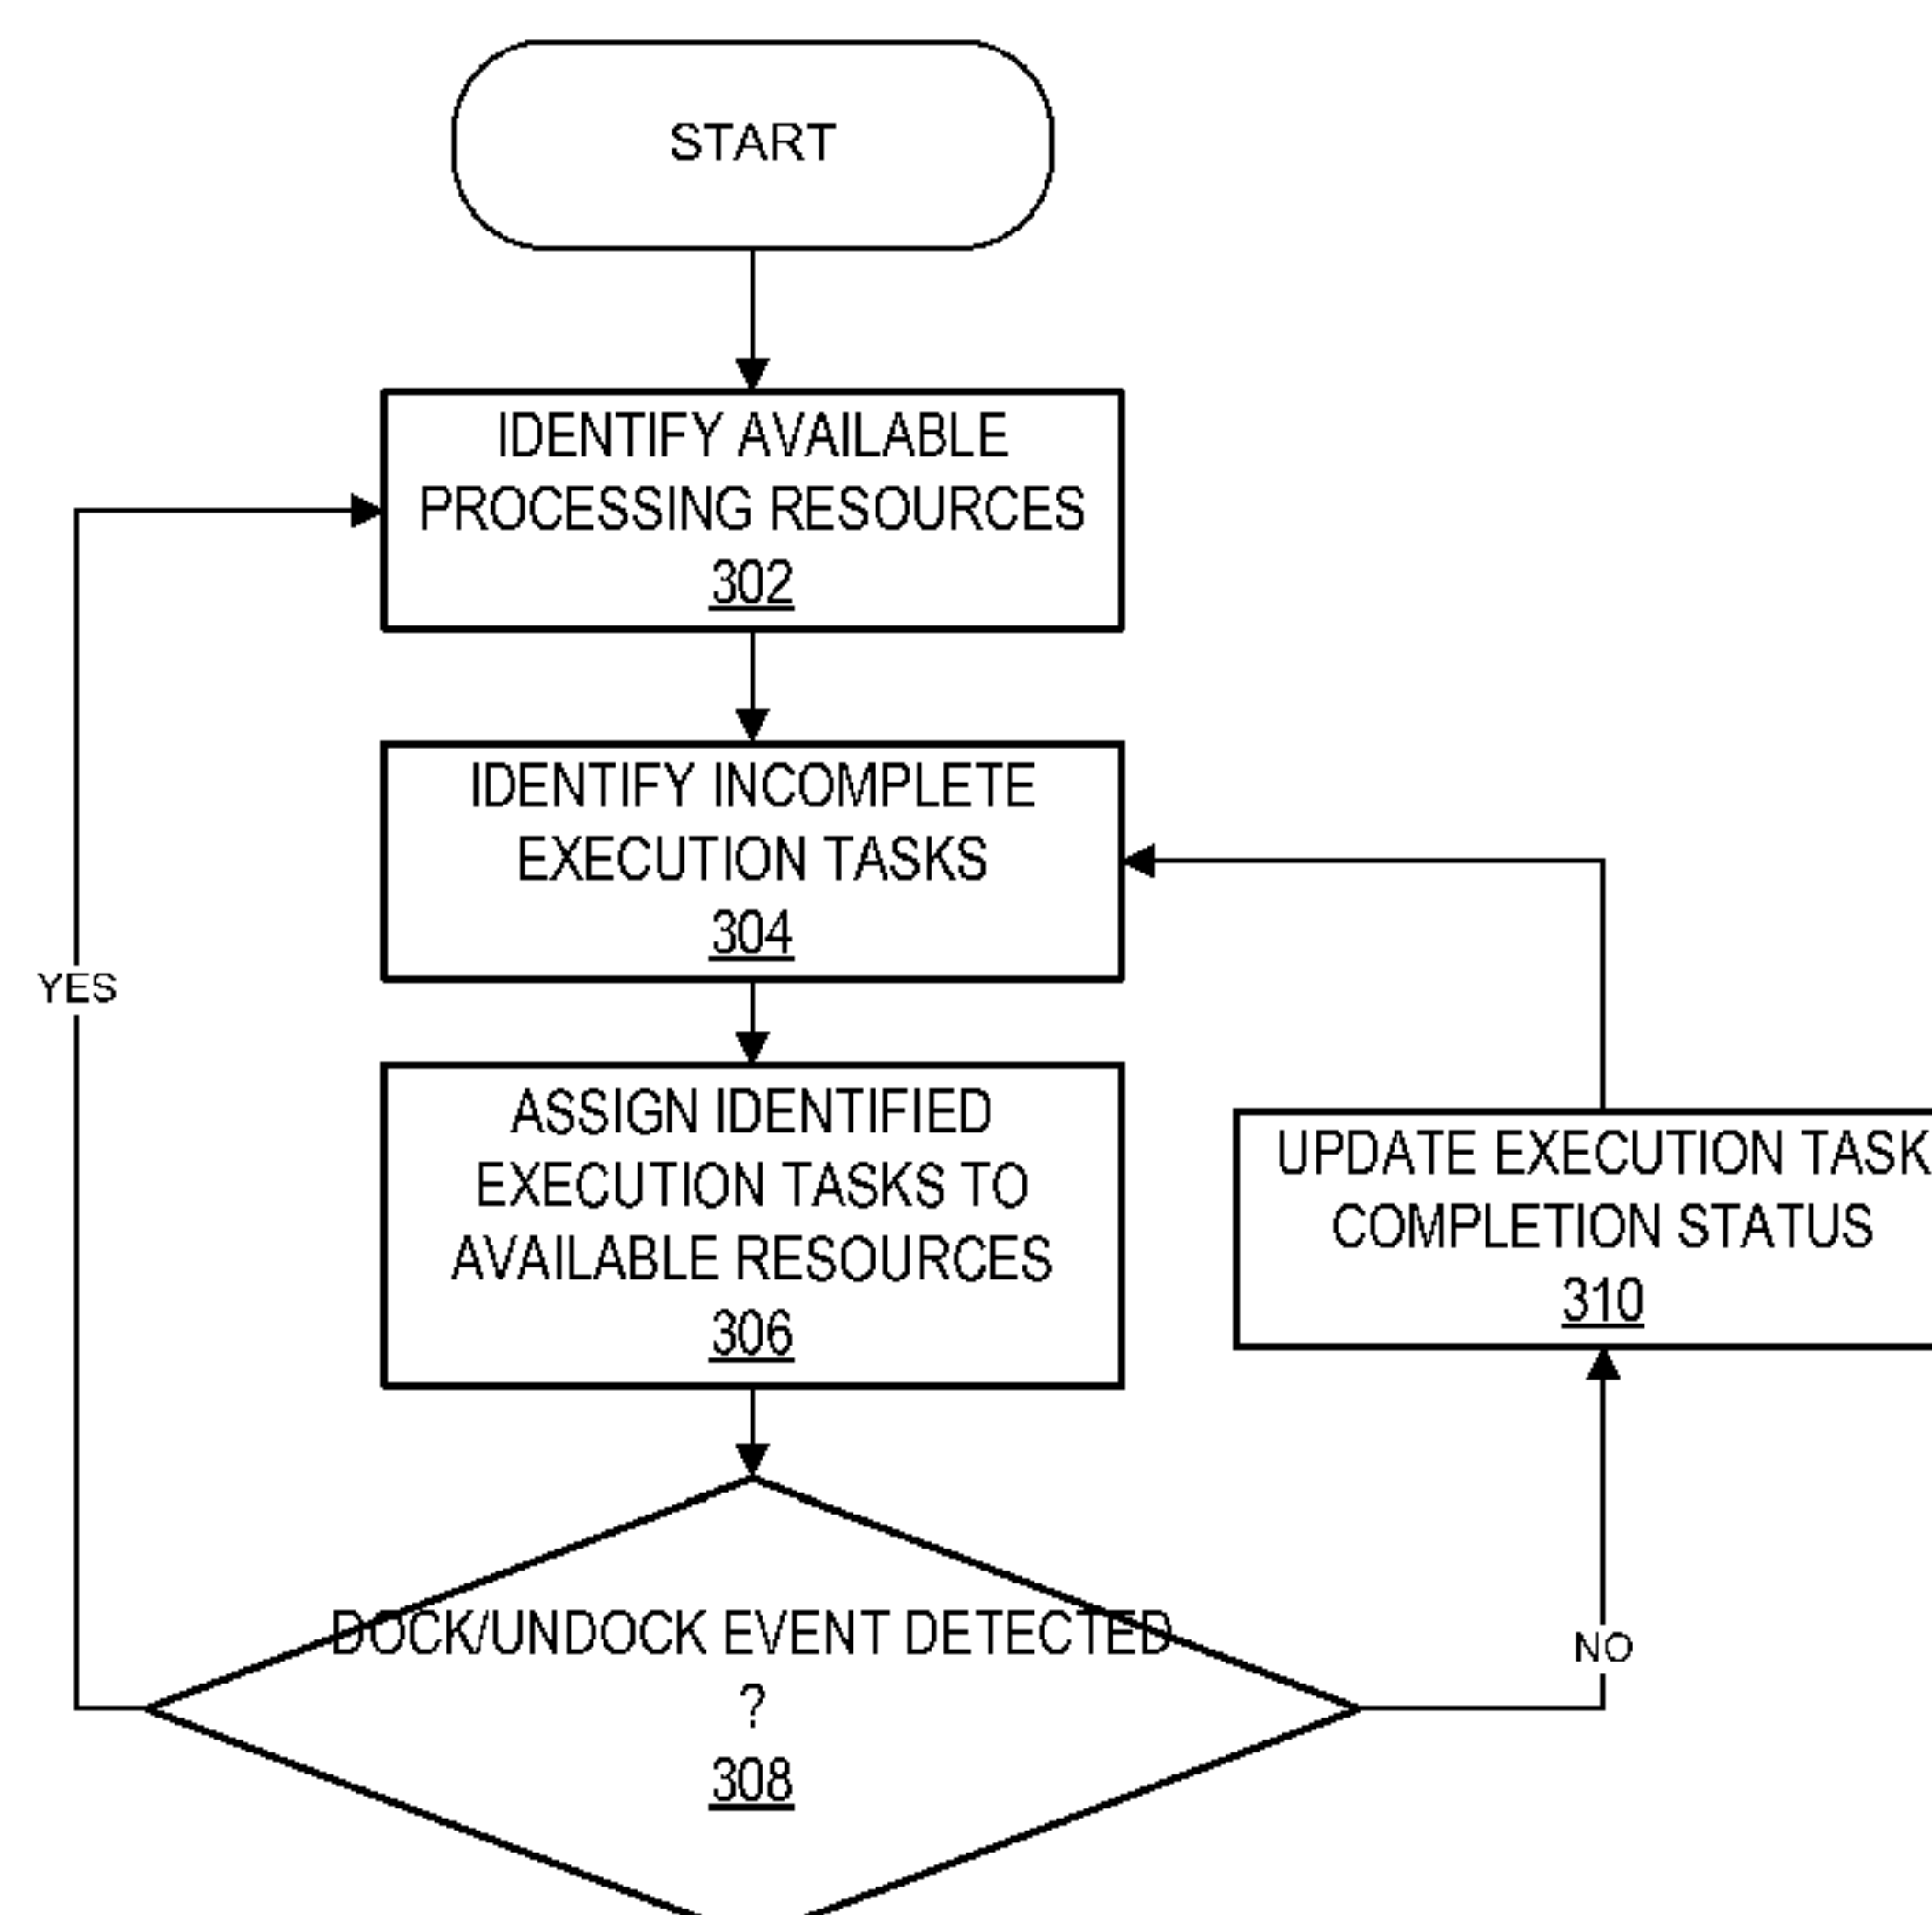 START
IDENTIFY AVAILABLE
PROCESSING RESOURCES
302
IDENTIFY INCOMPLETE
EXECUTION TASKS
304
YES
ASSIGN IDENTIFIED
EXECUTION TASKS TO
AVAILABLE RESOURCES
306
UPDATE EXECUTION TASK
COMPLETION STATUS
310
DOCK/UNDOCK EVENT DETECTED
?
308
NO